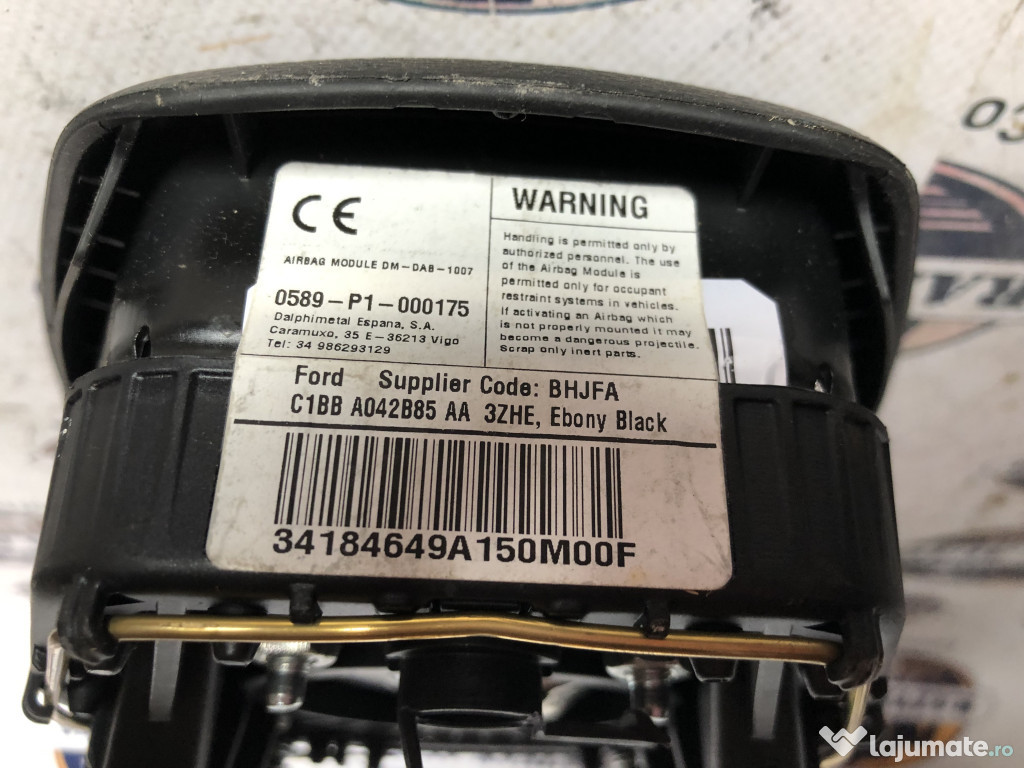 CE
AIRBAG MODULE DM-DAB-1007
0589-P1-000175
Dalphimetal Espana, S.A.
Caramuxo, 35 E-36213 Vigo
Tel: 34 986293129
WARNING
Handling is permitted only by
authorized personnel. The use
of the Airbag Module is
permitted only for occupant
restraint systems in vehicles.
If activating an Airbag which
is not properly mounted it may
become a dangerous projectile.
Scrap only inert parts.
Ford Supplier Code: BHJFA
C1BB A042B85 AA 3ZHE, Ebony Black
34184649A150M00F
03
lajumate.ro